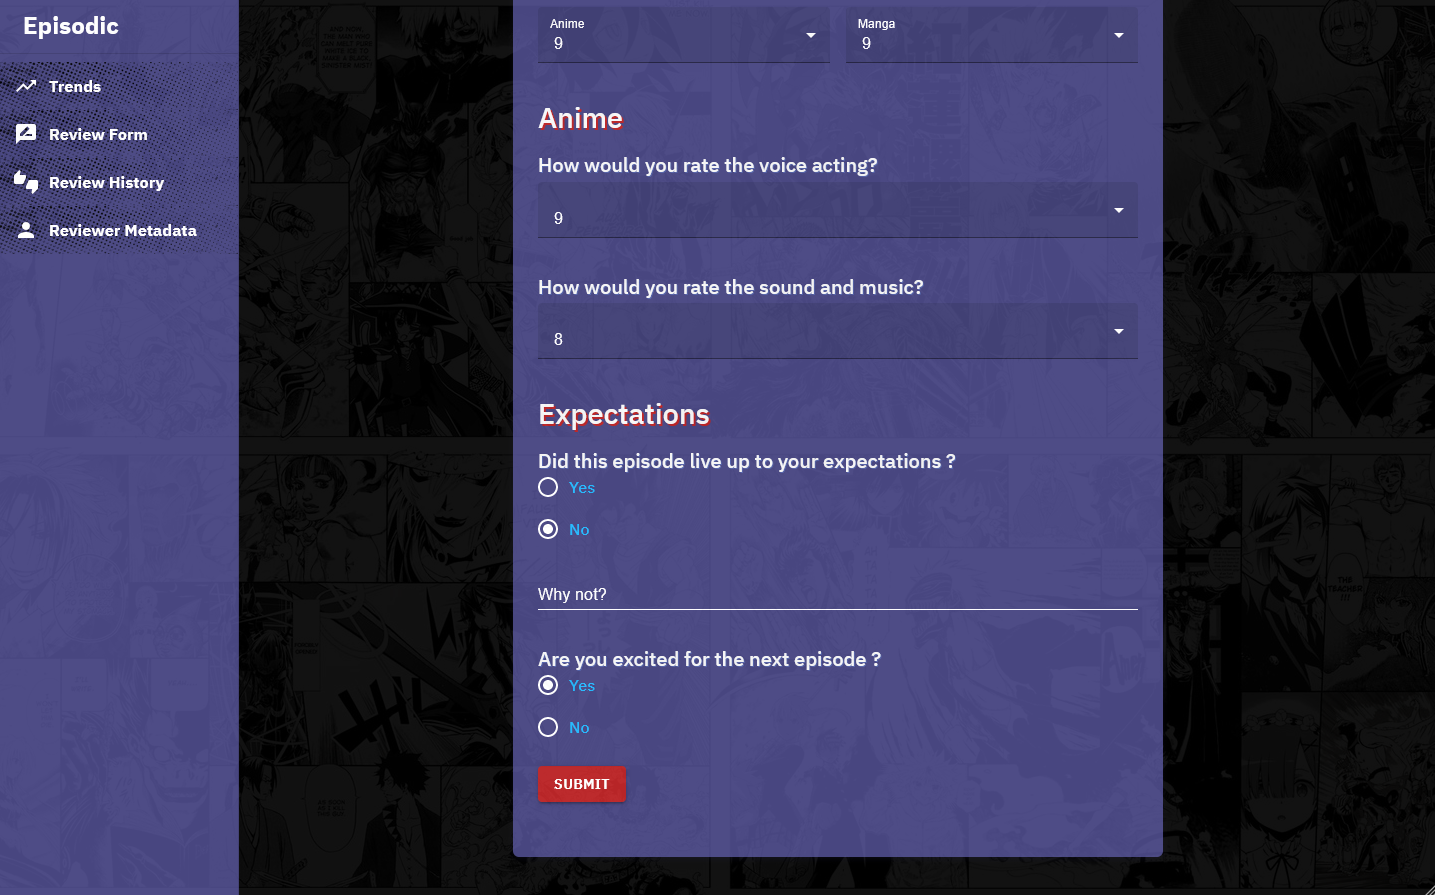 Episodic
Trends
Review Form
Review History
Reviewer Metadata
Anime
9
Manga
9
Anime
How would you rate the voice acting?
9
How would you rate the sound and music?
8
Expectations
Did this episode live up to your expectations ?
Yes
No
Why not?
Are you excited for the next episode ?
Yes
No
SUBMIT
THE
TEACHER
!!!